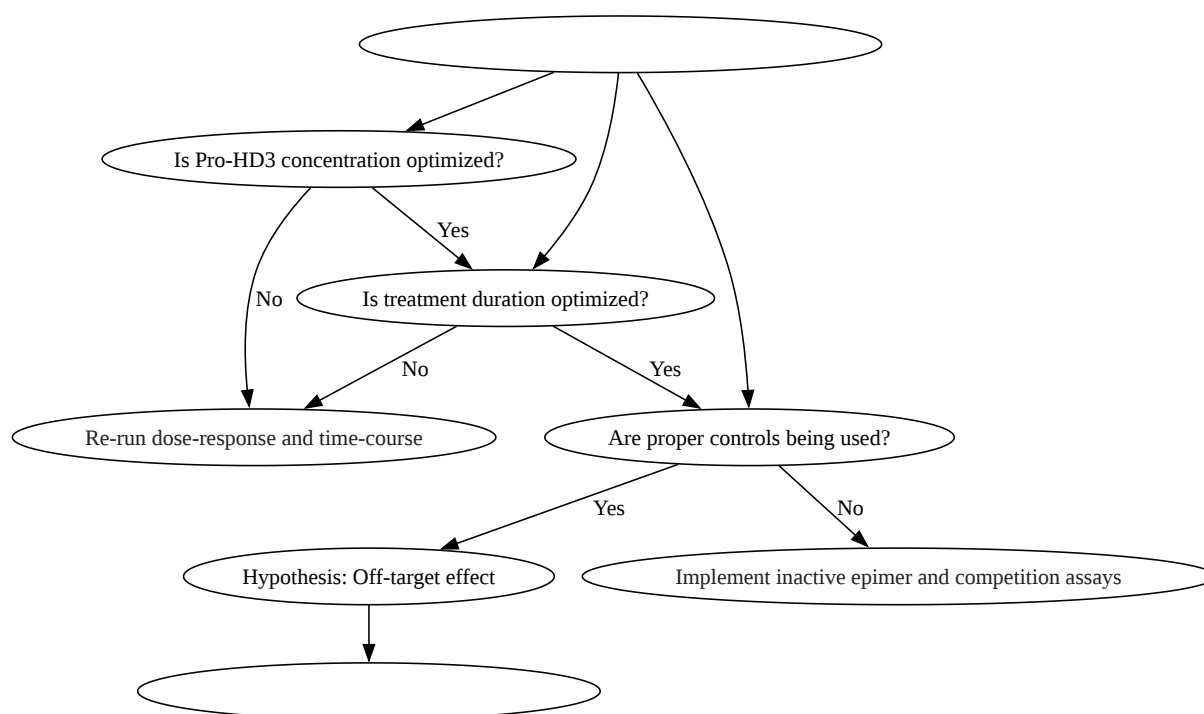 Is Pro-HD3 concentration optimized?
Yes
Is treatment duration optimized?
No
No
Yes
Re-run dose-response and time-course
Are proper controls being used?
Yes
No
Hypothesis: Off-target effect
Implement inactive epimer and competition assays